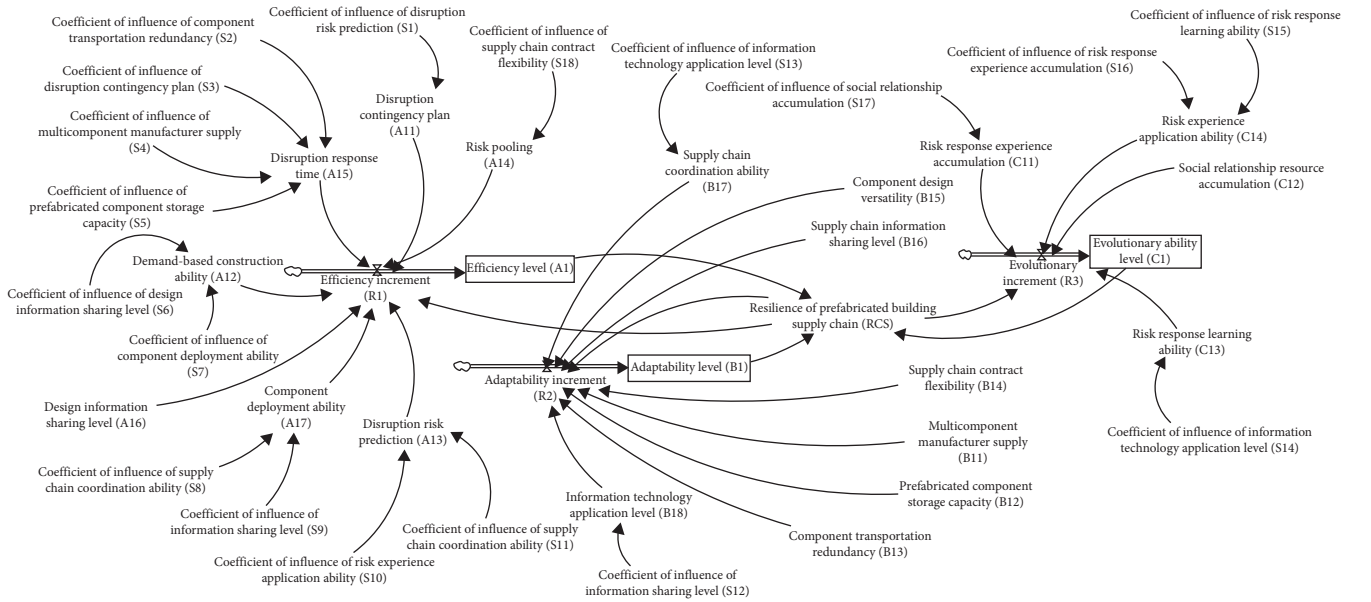 Coefficient of influence of component
transportation redundancy (S2)
Coefficient of influence of disruption
risk prediction (S1)
Coefficient of influence of
supply chain contract
flexibility (S18)
Coefficient of influence of information
technology application level (S13)
Coefficient of influence of risk response
learning ability (S15)
Coefficient of influence of risk response
experience accumulation (S16)
Coefficient of influence of social relationship
accumulation (S17)
Coefficient of influence of
disruption contingency plan (S3)
Coefficient of influence of
multicomponent manufacturer supply
(S4)
Disruption
contingency plan
(A11)
Risk pooling
(A14)
Disruption response
time (A15)
Supply chain
coordination ability
(B17)
Risk response experience
accumulation (C11)
Risk experience
application ability (C14)
Social relationship resource
accumulation (C12)
Coefficient of influence of
prefabricated component storage
capacity (S5)
Component design
versatility (B15)
Supply chain information
sharing level (B16)
Demand-based construction
ability (A12)
Efficiency increment
(R1)
Efficiency level (A1)
Evolutionary
increment (R3)
Evolutionary ability
level (C1)
Coefficient of influence of design
information sharing level (S6)
Resilience of prefabricated building
supply chain (RCS)
Coefficient of influence of
component deployment ability
(S7)
Risk response learning
ability (C13)
Adaptability increment
(R2)
Adaptability level (B1)
Supply chain contract
flexibility (B14)
Design information
sharing level (A16)
Component
deployment ability
(A17)
Disruption risk
prediction (A13)
Multicomponent
manufacturer supply
(B11)
Coefficient of influence of information
technology application level (S14)
Coefficient of influence of supply
chain coordination ability (S8)
Coefficient of influence of
information sharing level (S9)
Information technology
application level (B18)
Prefabricated component
storage capacity (B12)
Coefficient of influence of supply
chain coordination ability (S11)
Component transportation
redundancy (B13)
Coefficient of influence of risk experience
application ability (S10)
Coefficient of influence of
information sharing level (S12)